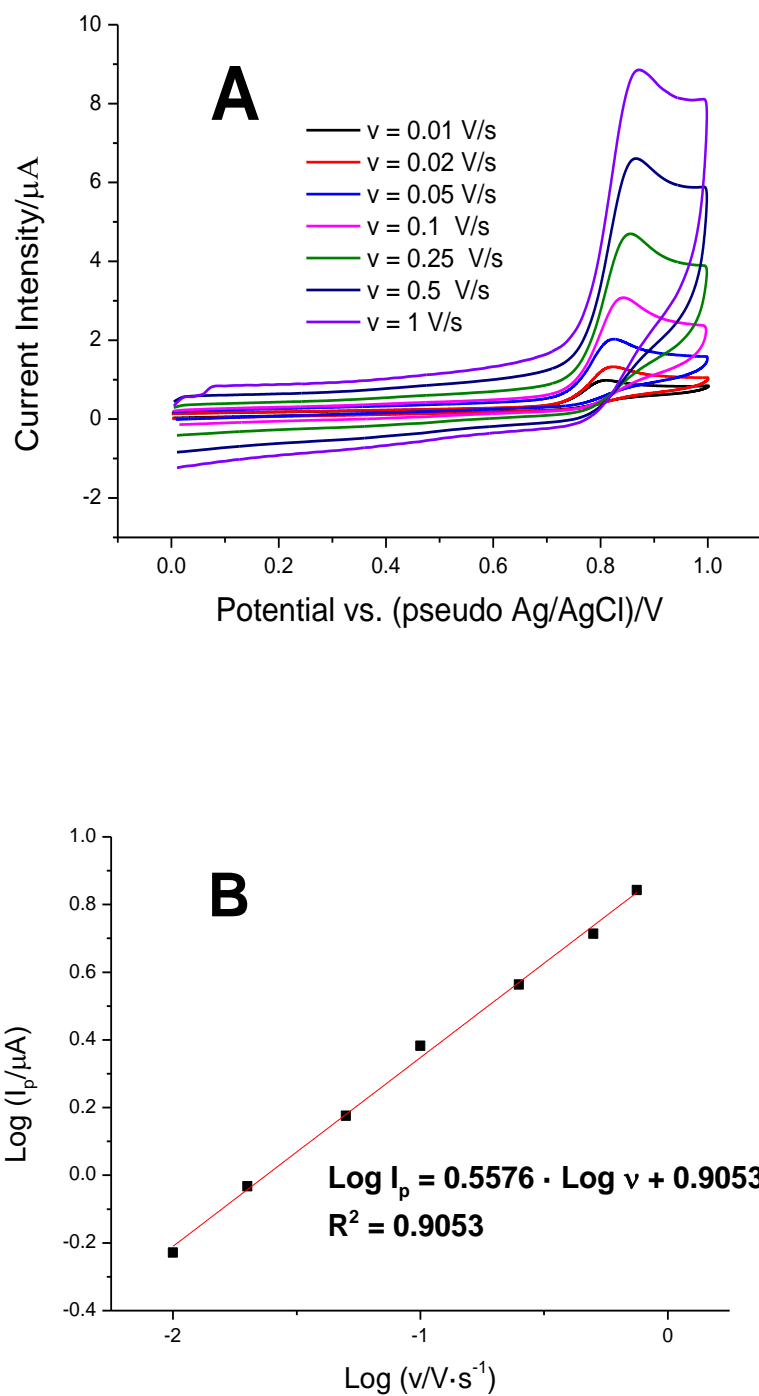 A
v = 0.01 V/s
v = 0.02 V/s
v = 0.05 V/s
v = 0.1 V/s
v = 0.25 V/s
v = 0.5 V/s
v = 1 V/s
10
8
6
4
2
0
-2
Current Intensity/μA
0.0 0.2 0.4 0.6 0.8 1.0
Potential vs. (pseudo Ag/AgCl)/V
B
1.0
0.8
0.6
0.4
0.2
0.0
-0.2
-0.4
Log (Iₚ/μA)
Log Iₚ = 0.5576 · Log ν + 0.9053
R² = 0.9053
-2 -1 0
Log (v/V·s⁻¹)